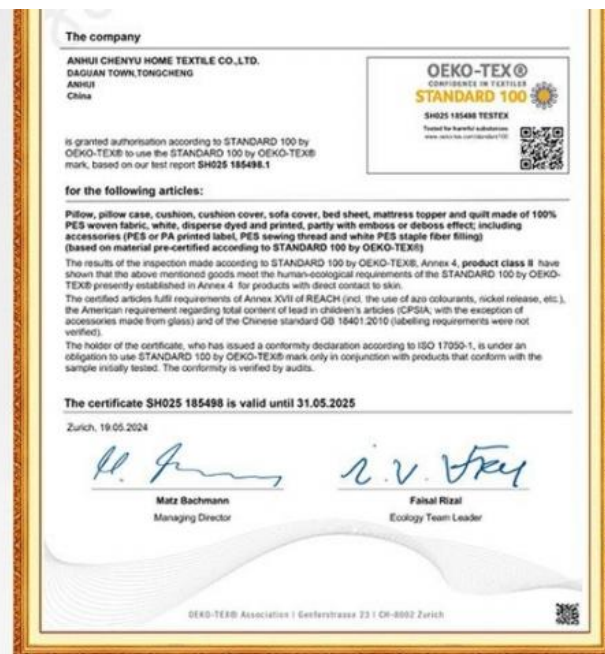 The company
ANHUI CHENYU HOME TEXTILE CO.,LTD.
DAGUAN TOWN,TONGCHENG
ANHUI
China
OEKO-TEX®
CONFIDENCE IN TEXTILES
STANDARD 100
SH025 185498 TESTEX
Tested for harmful substances
www.oeko-tex.com/standard100
is granted authorisation according to STANDARD 100 by
OEKO-TEX® to use the STANDARD 100 by OEKO-TEX®
mark, based on our test report SH025 185498.1
for the following articles:
Pillow, pillow case, cushion, cushion cover, sofa cover, bed sheet, mattress topper and quilt made of 100%
PES woven fabric, white, disperse dyed and printed, partly with emboss or deboss effect; including
accessories (PES or PA printed label, PES sewing thread and white PES staple fiber filling)
(based on material pre-certified according to STANDARD 100 by OEKO-TEX®)
The results of the inspection made according to STANDARD 100 by OEKO-TEX®, Annex 4, product class II have
shown that the above mentioned goods meet the human-ecological requirements of the STANDARD 100 by OEKO-
TEX® presently established in Annex 4 for products with direct contact to skin.
The certified articles fulfil requirements of Annex XVII of REACH (incl. the use of azo colourants, nickel release, etc.),
the American requirement regarding total content of lead in children's articles (CPSIA; with the exception of
accessories made from glass) and of the Chinese standard GB 18401:2010 (labelling requirements were not
verified).
The holder of the certificate, who has issued a conformity declaration according to ISO 17050-1, is under an
obligation to use STANDARD 100 by OEKO-TEX® mark only in conjunction with products that conform with the
sample initially tested. The conformity is verified by audits.
The certificate SH025 185498 is valid until 31.05.2025
Zurich, 19.05.2024
Matz Bachmann
Managing Director
i. V. Frey
Faisal Rizal
Ecology Team Leader
OEKO-TEX® Association | Genferstrasse 23 | CH-8002 Zurich